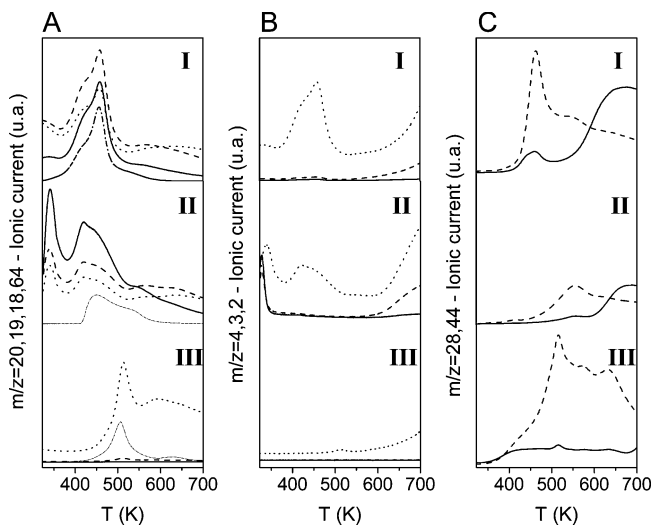 A
B
C
I
I
I
II
II
II
III
III
III
m/z=20,19,18,64 - Ionic current (u.a.)
m/z=4,3,2 - Ionic current (u.a.)
m/z=28,44 - Ionic current (u.a.)
400 500 600 700
400 500 600 700
400 500 600 700
T (K)
T (K)
T (K)